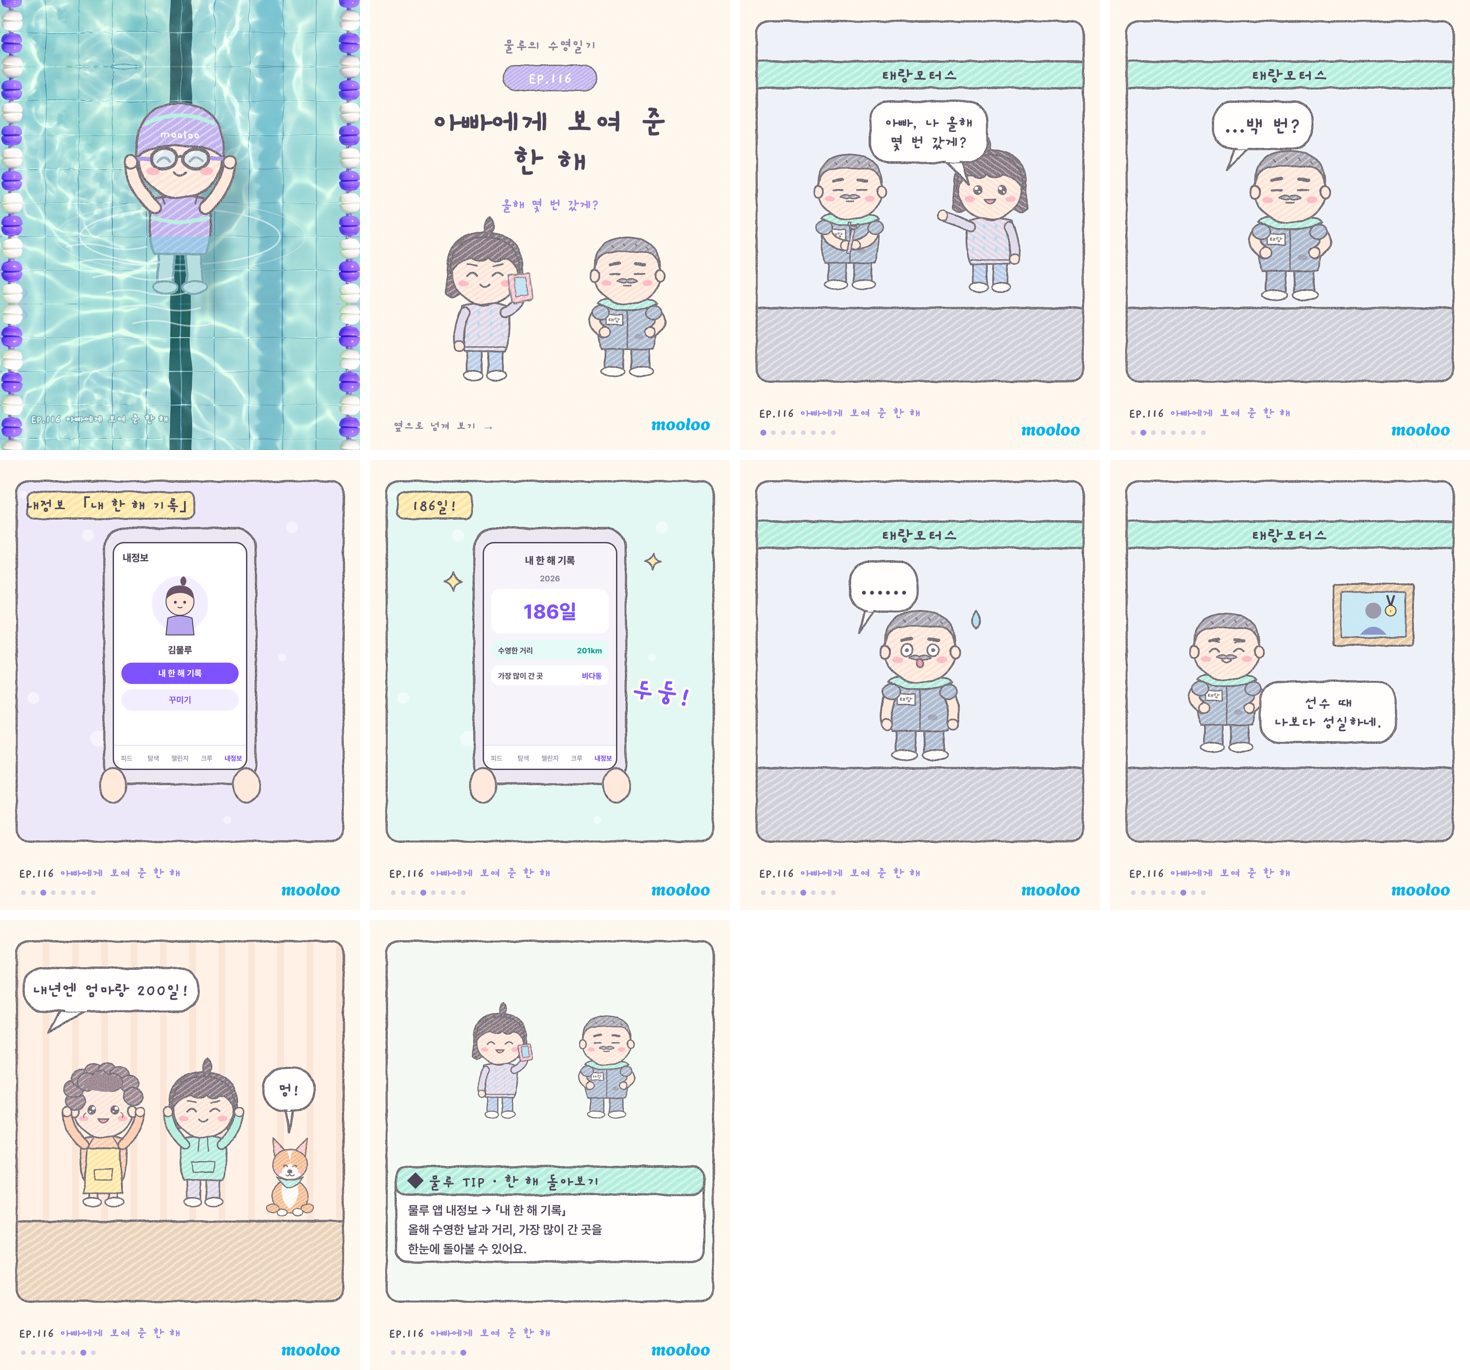 mooloo
EP.116 아빠에게 보여 준 한 해
물루의 수영일기
EP.116
아빠에게 보여 준
한 해
올해 몇 번 갔게?
태랑
옆으로 넘겨 보기 →
mooloo
태랑모터스
아빠, 나 올해
몇 번 갔게?
태랑
EP.116 아빠에게 보여 준 한 해
mooloo
태랑모터스
...백 번?
태랑
EP.116 아빠에게 보여 준 한 해
mooloo
내정보 「내 한 해 기록」
내정보
김물루
내 한 해 기록
꾸미기
피드 탐색 챌린지 크루 내정보
EP.116 아빠에게 보여 준 한 해
mooloo
186일!
내 한 해 기록
2026
186일
수영한 거리 201km
가장 많이 간 곳 바다동
두둥!
피드 탐색 챌린지 크루 내정보
EP.116 아빠에게 보여 준 한 해
mooloo
태랑모터스
......
태랑
EP.116 아빠에게 보여 준 한 해
mooloo
태랑모터스
태랑
선수 때
나보다 성실하네.
EP.116 아빠에게 보여 준 한 해
mooloo
내년엔 엄마랑 200일!
멍!
EP.116 아빠에게 보여 준 한 해
mooloo
태랑
◆ 물루 TIP · 한 해 돌아보기
물루 앱 내정보 → 「내 한 해 기록」
올해 수영한 날과 거리, 가장 많이 간 곳을
한눈에 돌아볼 수 있어요.
EP.116 아빠에게 보여 준 한 해
mooloo